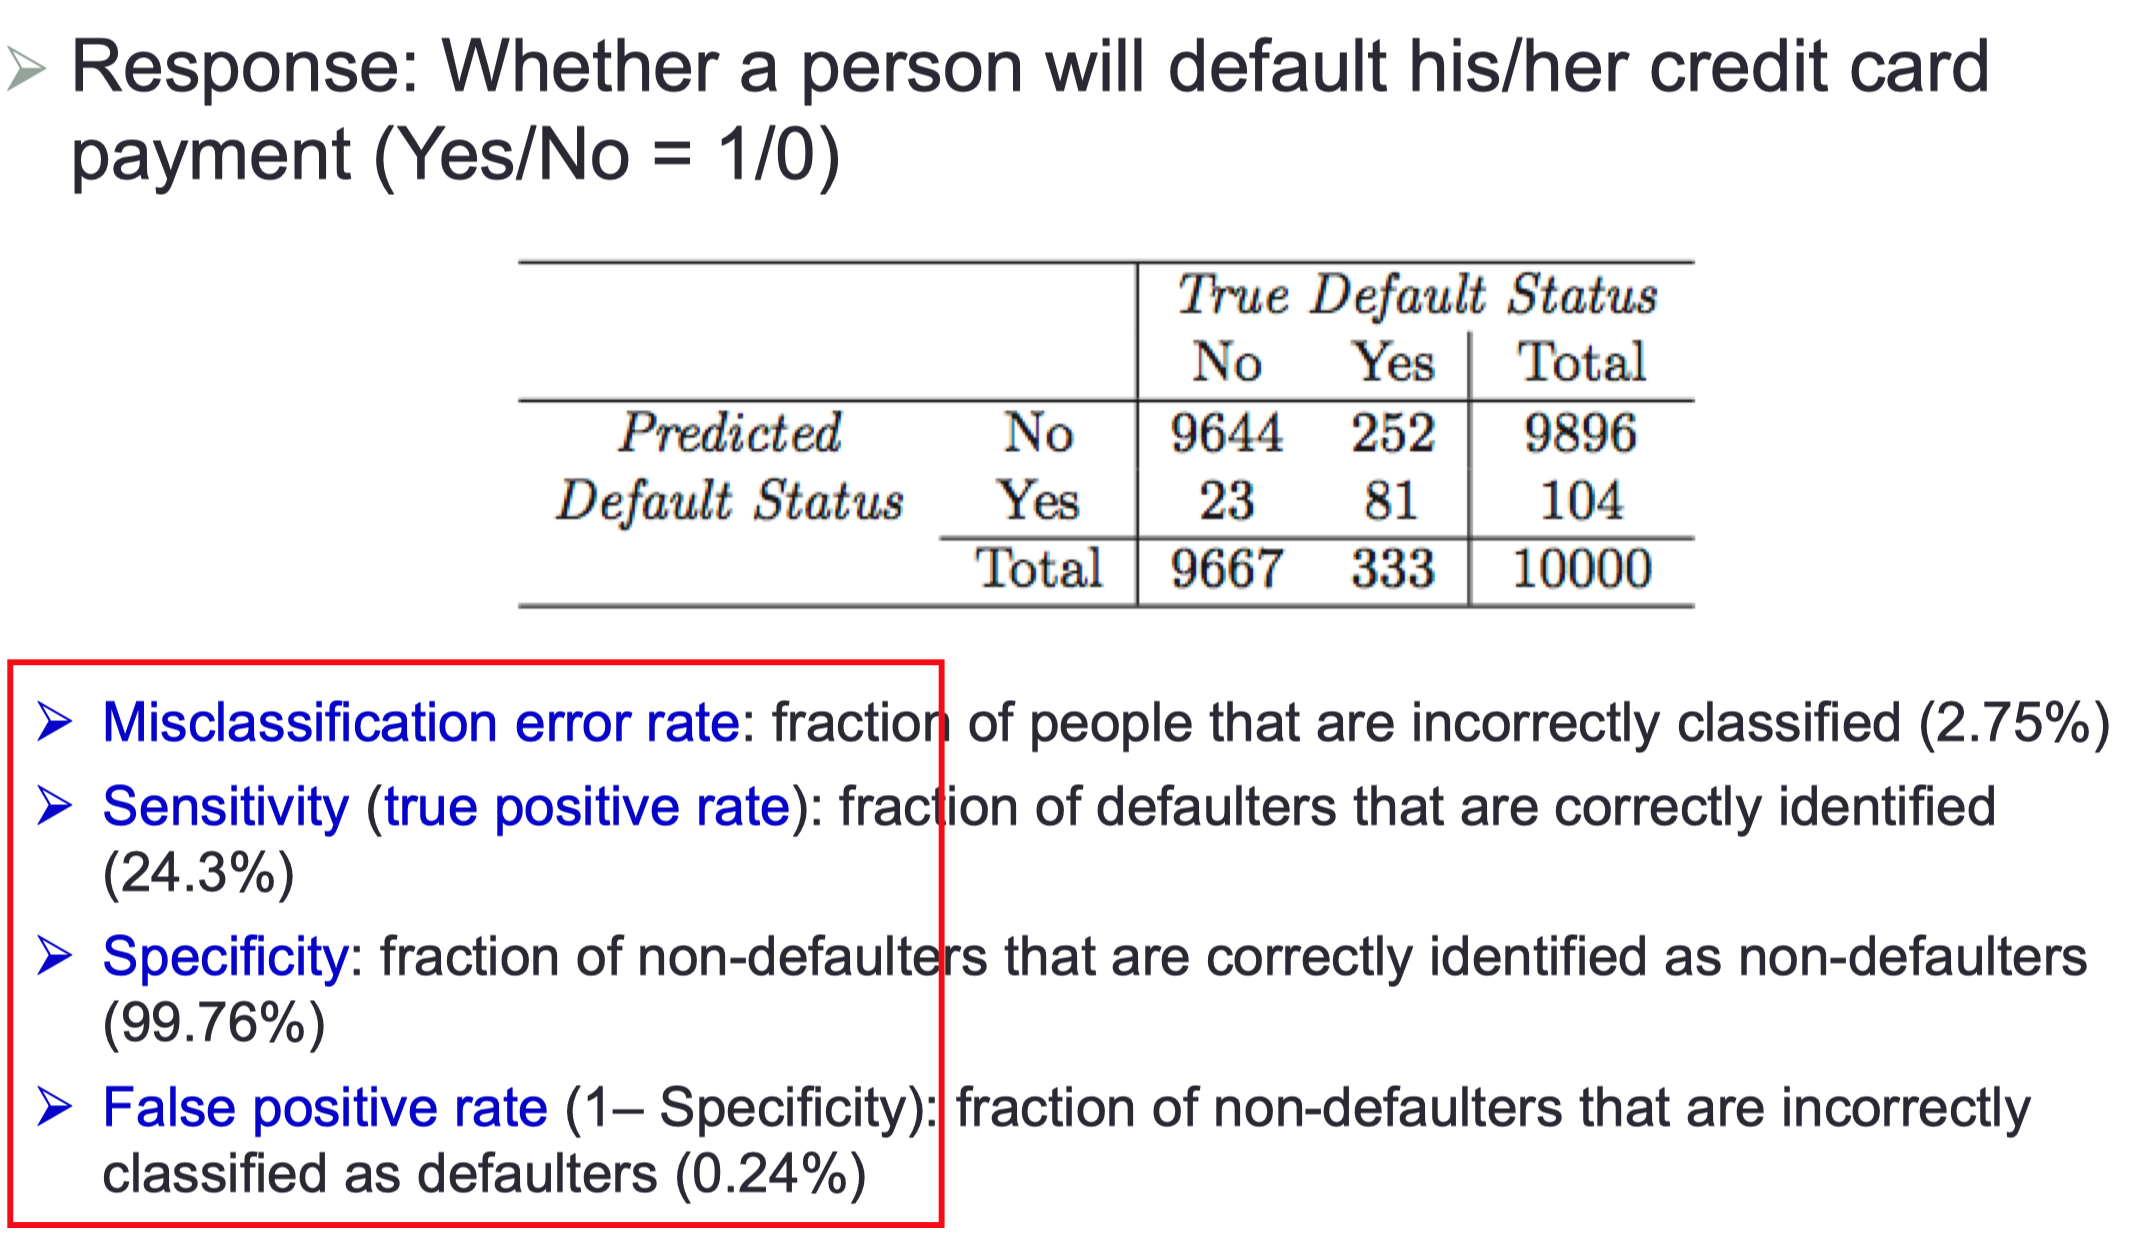 Response: Whether a person will default his/her credit card
payment (Yes/No = 1/0)
True Default Status
No Yes Total
Predicted No 9644 252 9896
Default Status Yes 23 81 104
Total 9667 333 10000
Misclassification error rate: fraction of people that are incorrectly classified (2.75%)
Sensitivity (true positive rate): fraction of defaulters that are correctly identified
(24.3%)
Specificity: fraction of non-defaulters that are correctly identified as non-defaulters
(99.76%)
False positive rate (1– Specificity): fraction of non-defaulters that are incorrectly
classified as defaulters (0.24%)